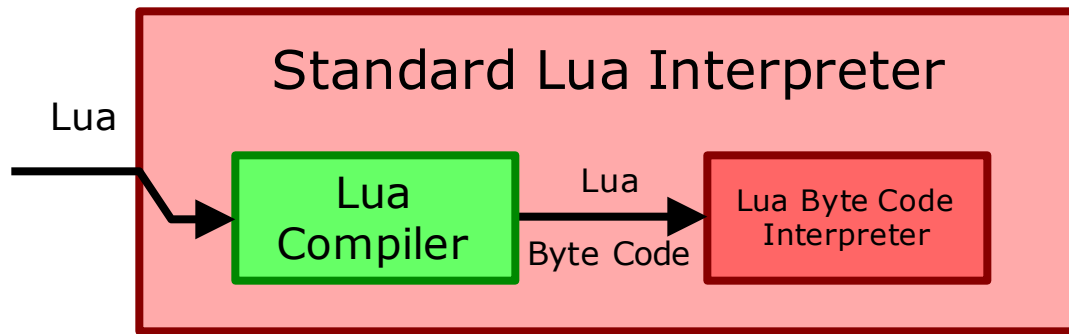 Standard Lua Interpreter
Lua
Lua
Compiler
Lua
Byte Code
Lua Byte Code
Interpreter